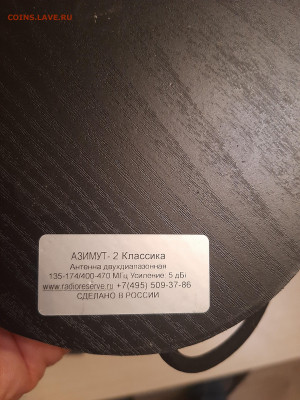 COINS.LAVE.RU
АЗИМУТ- 2 Классика
Антенна двухдиапазонная
135-174/400-470 МГц Усиление: 5 дБi
www.radioreserve.ru +7(495) 509-37-86
СДЕЛАНО В РОССИИ